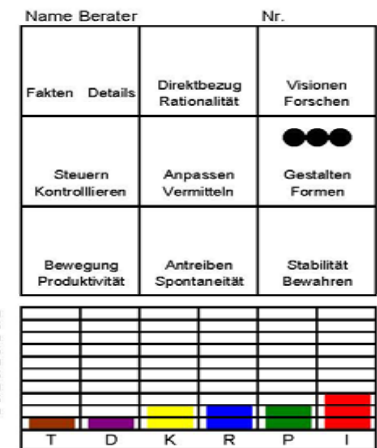 Name Berater Nr.
Fakten Details
Direktbezug
Rationalität
Visionen
Forschen
Steuern
Kontrolllieren
Anpassen
Vermitteln
Gestalten
Formen
Bewegung
Produktivität
Antreiben
Spontaneität
Stabilität
Bewahren
T D K R P I